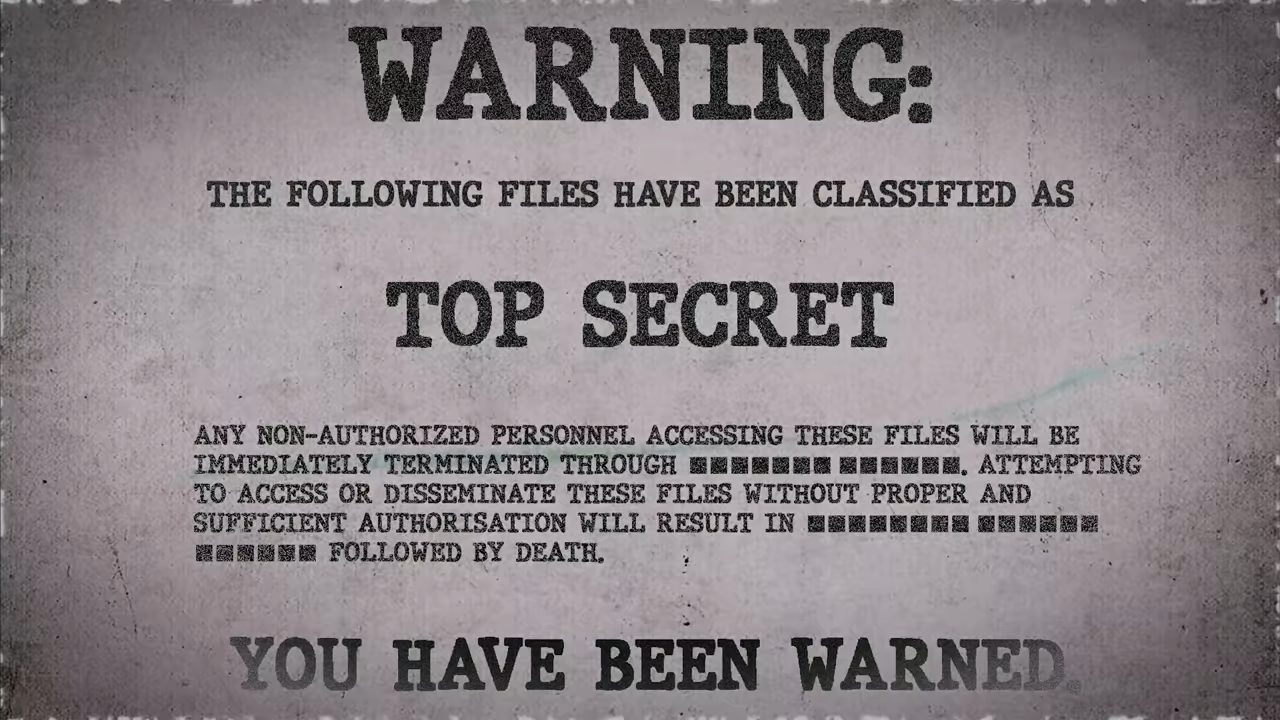 WARNING:
THE FOLLOWING FILES HAVE BEEN CLASSIFIED AS
TOP SECRET
ANY NON-AUTHORIZED PERSONNEL ACCESSING THESE FILES WILL BE
IMMEDIATELY TERMINATED THROUGH ■■■■■■■ ■■■■■■. ATTEMPTING
TO ACCESS OR DISSEMINATE THESE FILES WITHOUT PROPER AND
SUFFICIENT AUTHORISATION WILL RESULT IN ■■■■■■■■ ■■■■■■
■■■■■■ FOLLOWED BY DEATH.
YOU HAVE BEEN WARNED.